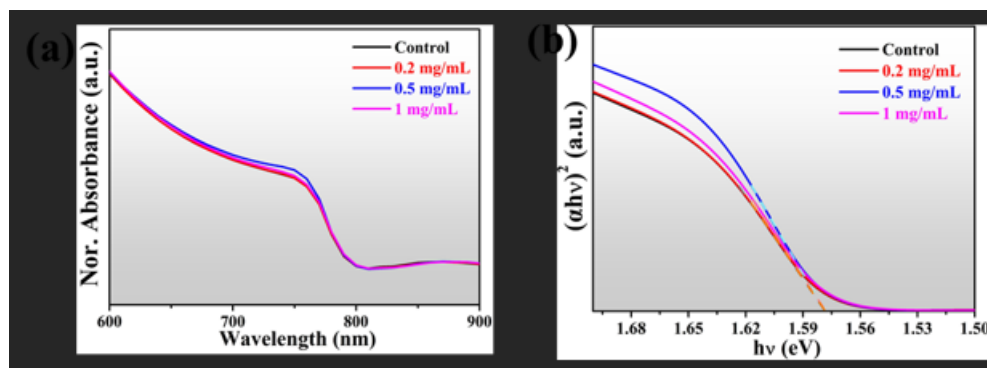 (a)
Control
0.2 mg/mL
0.5 mg/mL
1 mg/mL
Nor. Absorbance (a.u.)
600
700
800
900
Wavelength (nm)
(b)
Control
0.2 mg/mL
0.5 mg/mL
1 mg/mL
(αhν)² (a.u.)
1.68
1.65
1.62
1.59
1.56
1.53
1.50
hν (eV)